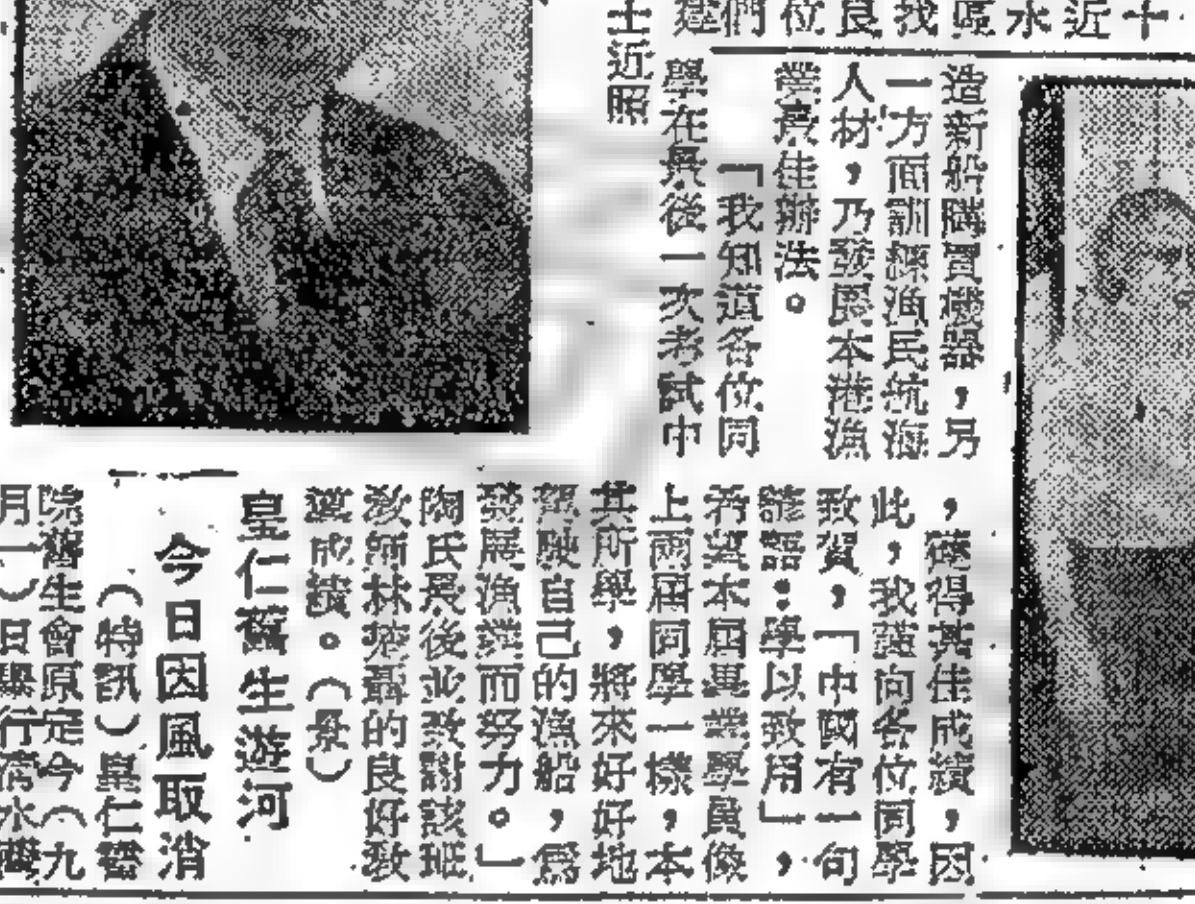 十近水區找良位們建
士近照
造新船購買機器，另
一方面訓練漁民航海
人材，乃發展本港漁
業最佳辦法。
「我知道各位同
學在最後一次考試中
，獲得甚佳成績，因
此，我謹向各位同學
致賀，「中國有一句
諺語：學以致用」，
希望本屆畢業學員像
上兩屆同學一樣，本
其所學，將來好好地
駕駛自己的漁船，為
發展漁業而努力。」
陶氏最後並致謝該班
教師林 的良好教
成績。（景）
皇仁舊生遊河
今日因風取消
（特訊）皇仁舊
院舊生會原定今（九
月一）日舉行 水